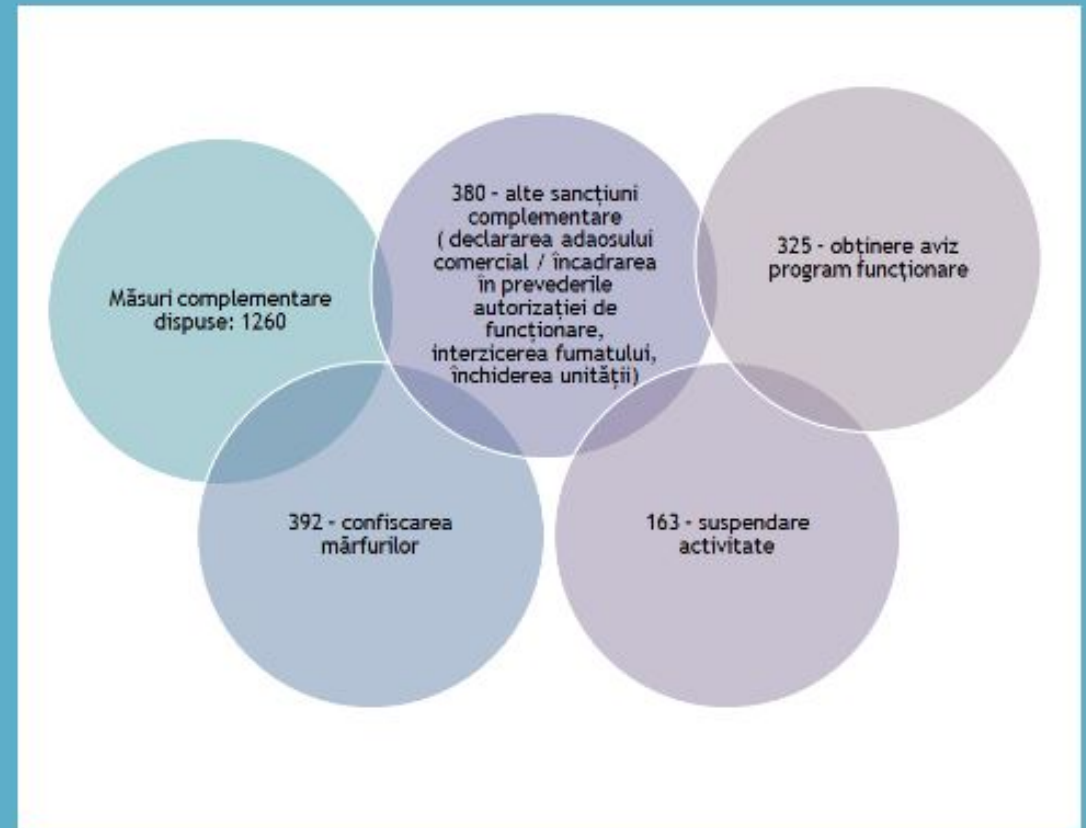 Măsuri complementare
dispuse: 1260
380 - alte sancțiuni
complementare
( declararea adaosului
comercial / încadrarea
în prevederile
autorizației de
funcționare,
interzicerea fumatului,
închiderea unității)
325 - obținere aviz
program funcționare
392 - confiscarea
mărfurilor
163 - suspendare
activitate